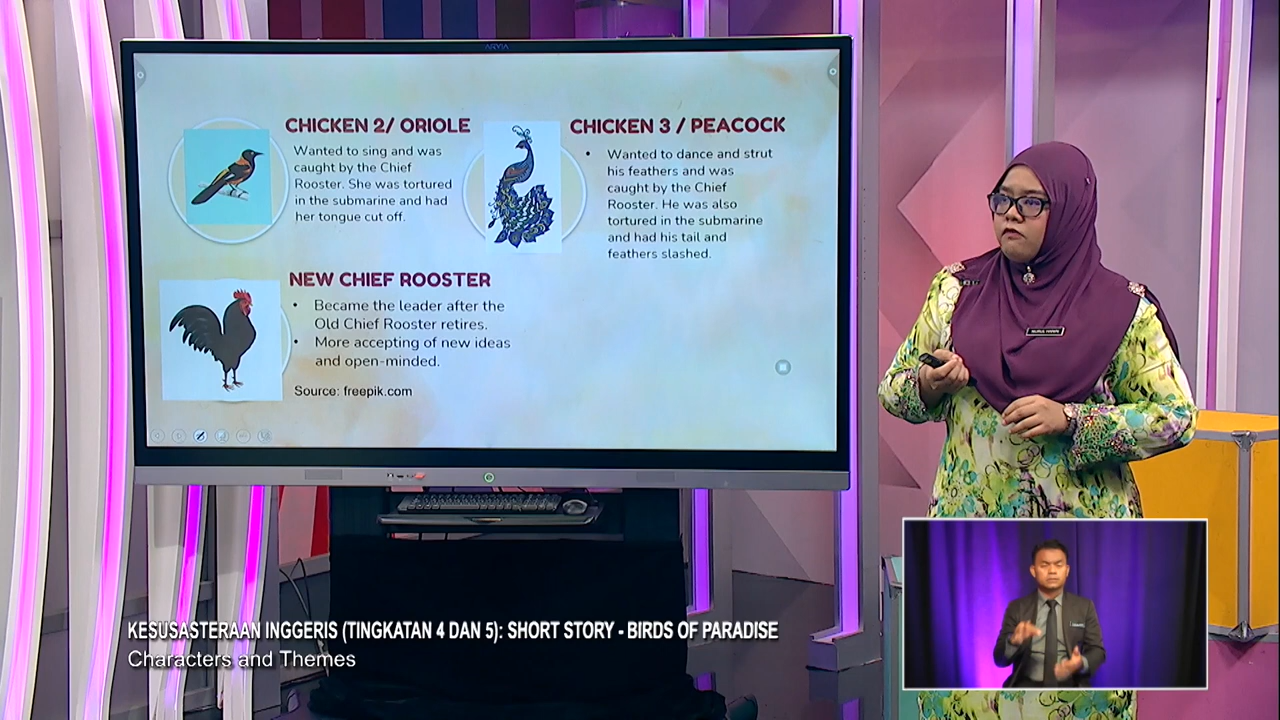 CHICKEN 2/ ORIOLE
Wanted to sing and was
caught by the Chief
Rooster. She was tortured
in the submarine and had
her tongue cut off.
CHICKEN 3 / PEACOCK
• Wanted to dance and strut
his feathers and was
caught by the Chief
Rooster. He was also
tortured in the submarine
and had his tail and
feathers slashed.
NEW CHIEF ROOSTER
• Became the leader after the
Old Chief Rooster retires.
• More accepting of new ideas
and open-minded.
Source: freepik.com
KESUSASTERAAN INGGERIS (TINGKATAN 4 DAN 5): SHORT STORY - BIRDS OF PARADISE
Characters and Themes